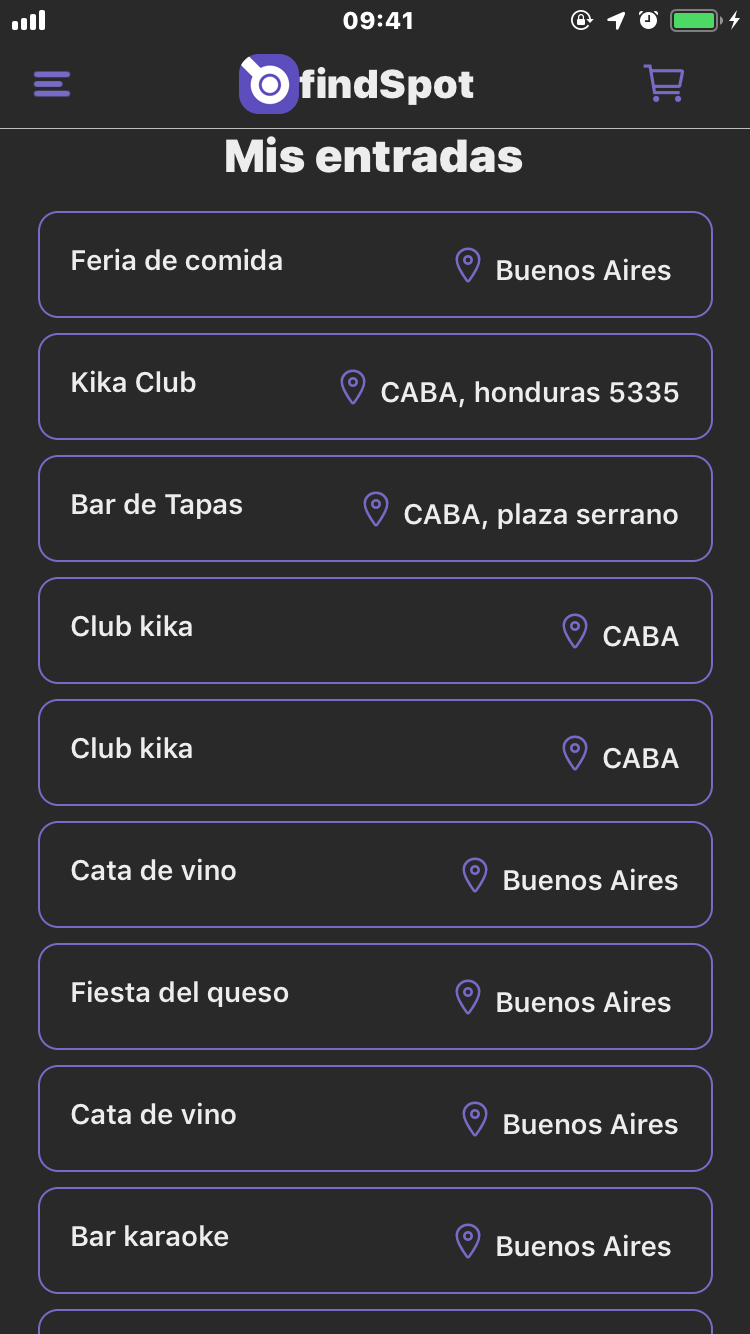 09:41
findSpot
Mis entradas
Feria de comida Buenos Aires
Kika Club CABA, honduras 5335
Bar de Tapas CABA, plaza serrano
Club kika CABA
Club kika CABA
Cata de vino Buenos Aires
Fiesta del queso Buenos Aires
Cata de vino Buenos Aires
Bar karaoke Buenos Aires